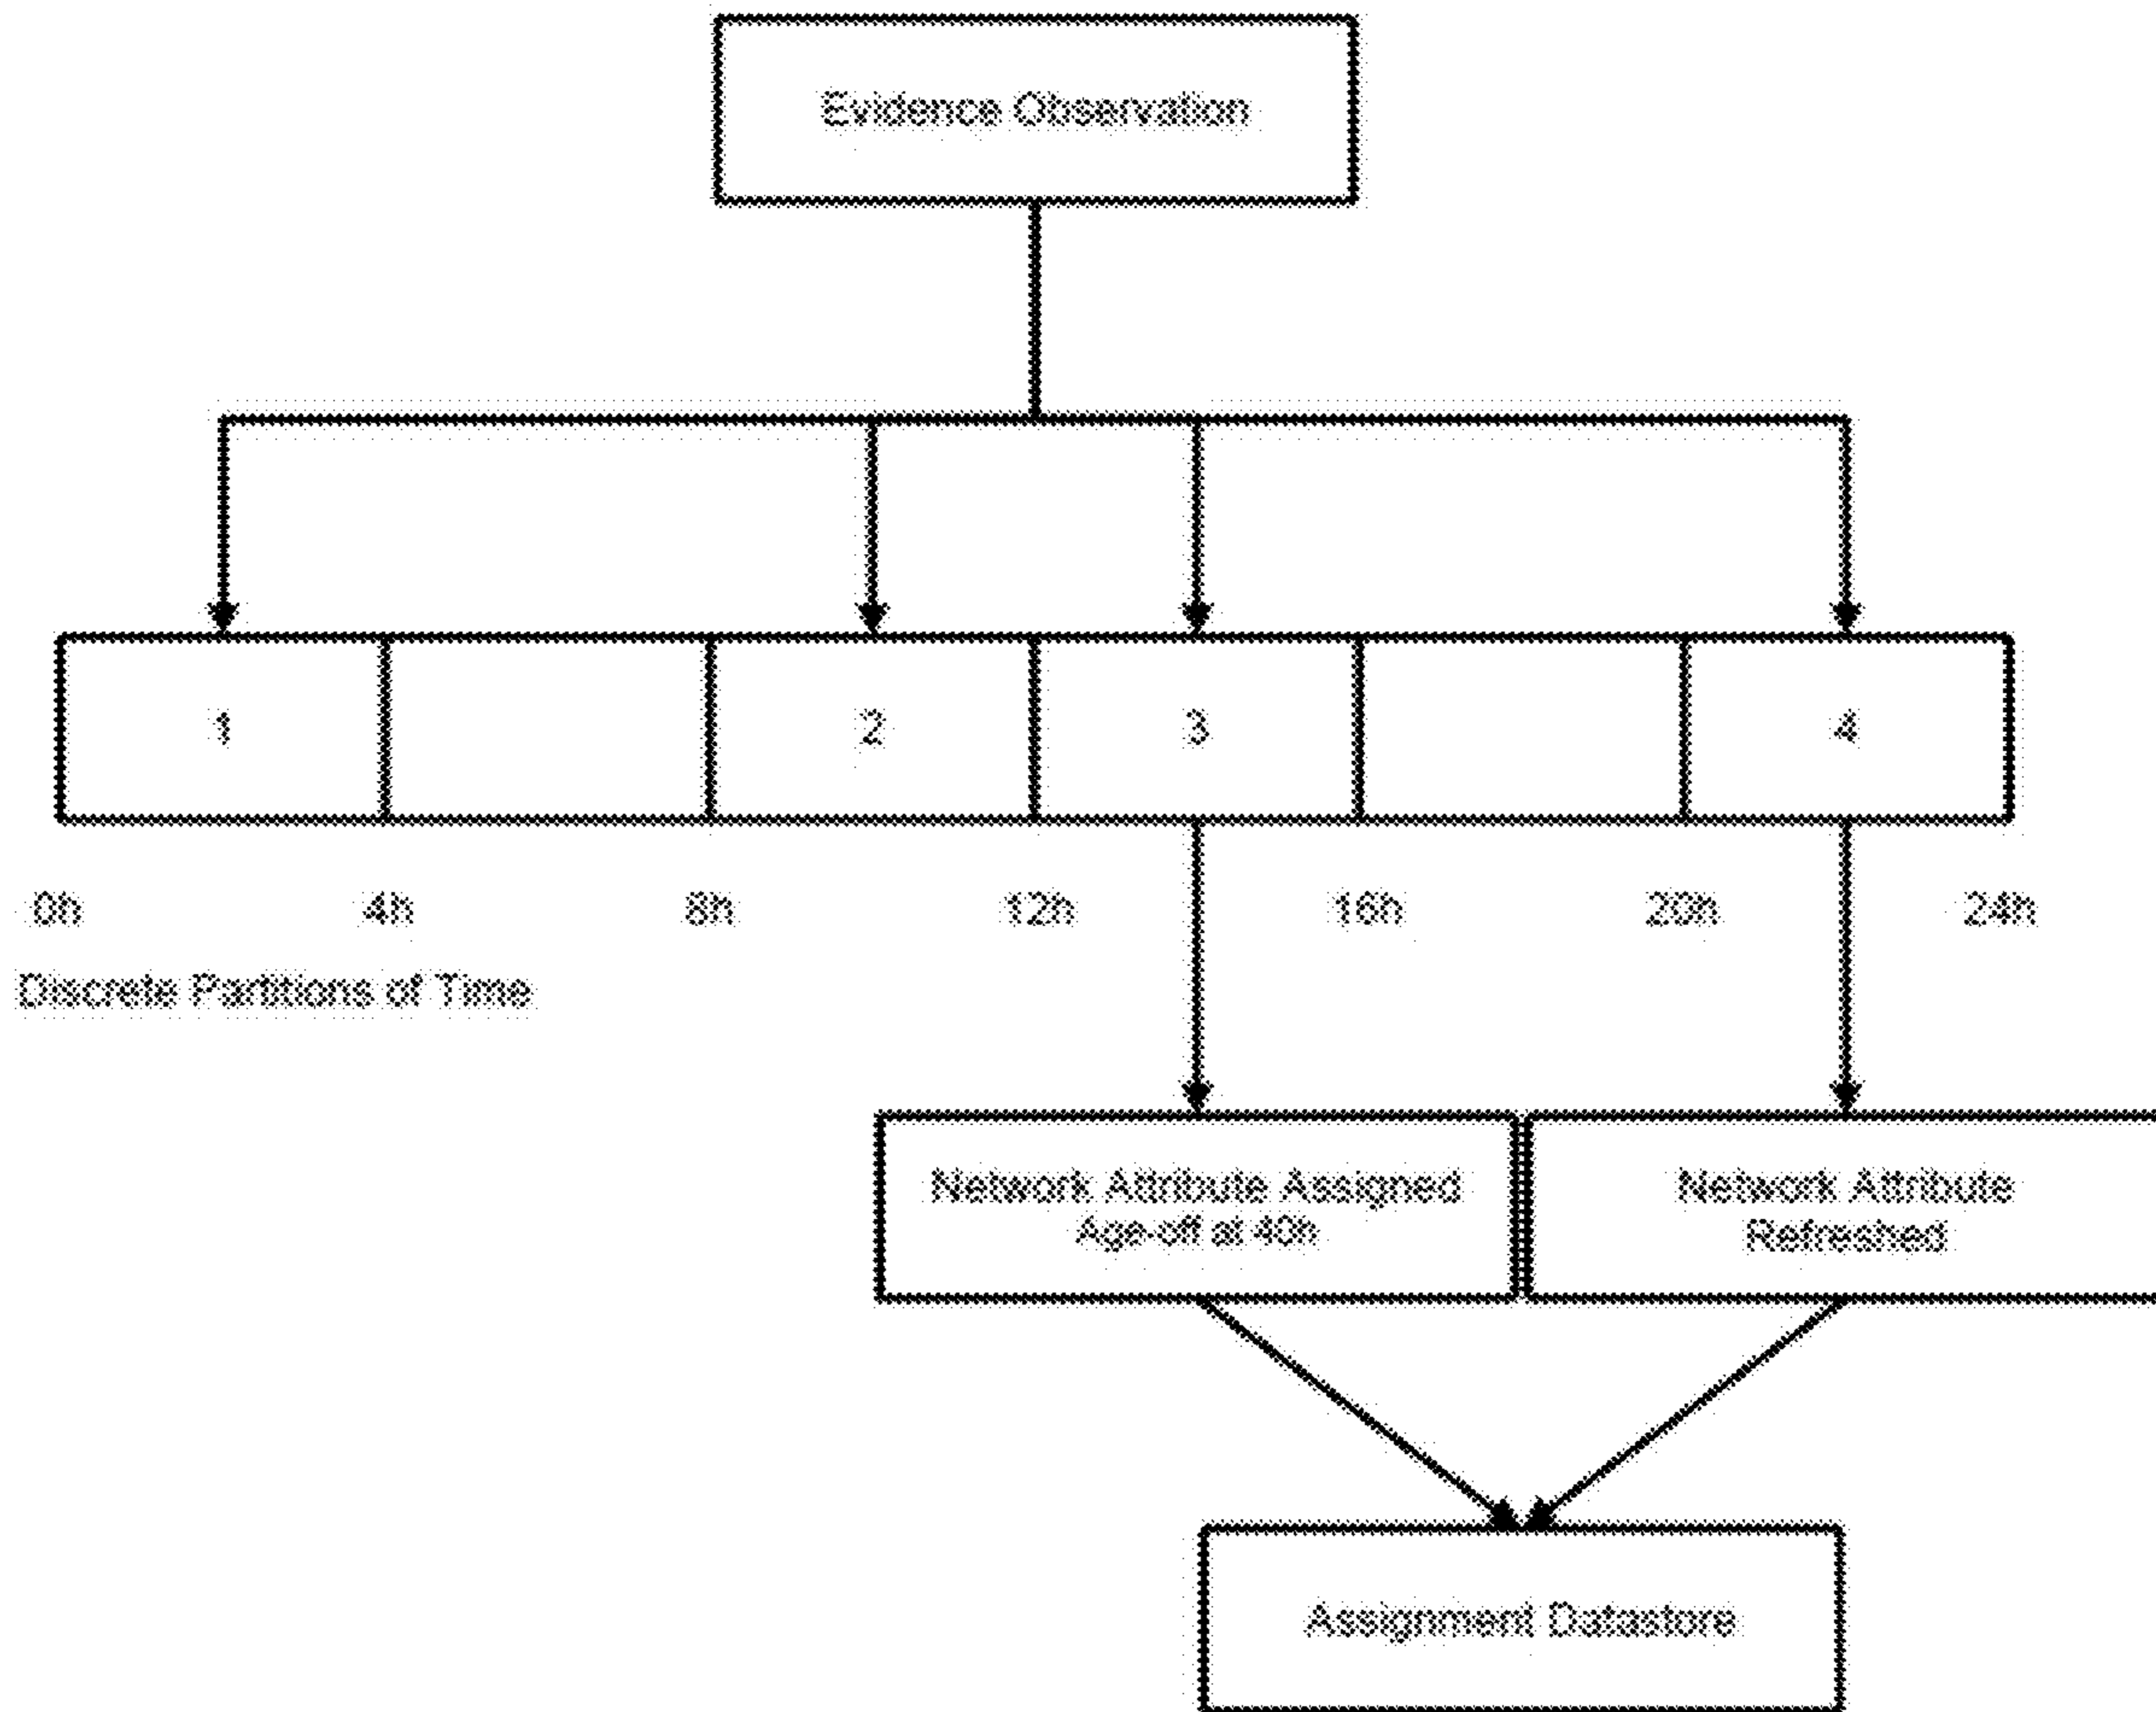 Evidence Observation
1 2 3 4
0h 4h 8h 12h 16h 20h 24h
Discrete Partitions of Time
Network Attribute Assigned
Age-off at 40h
Network Attribute
Refreshed
Assignment Datastore